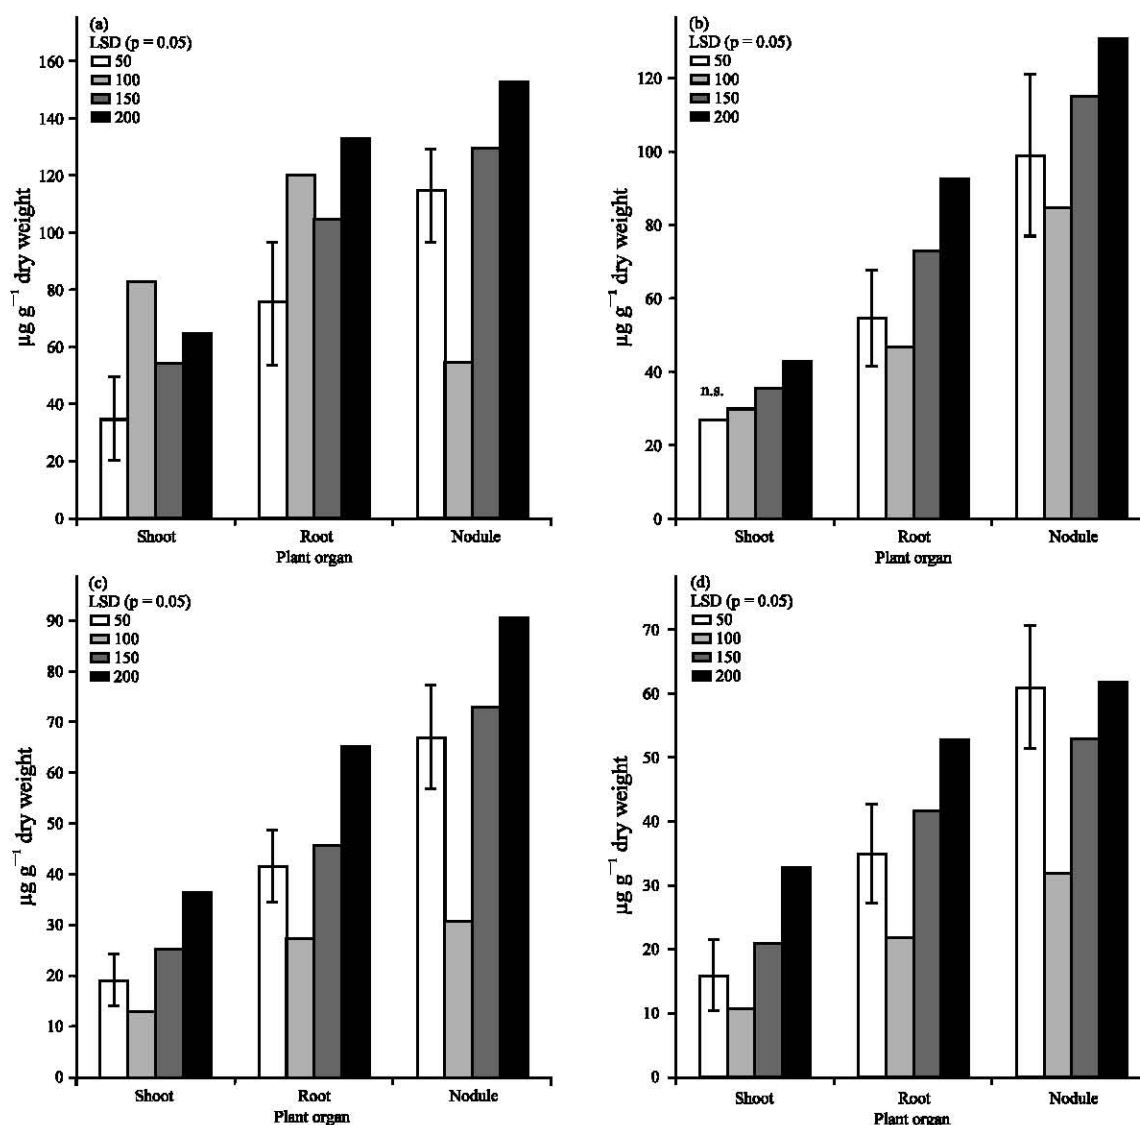 (a)
LSD (p = 0.05)
50
100
150
200
160
140
120
100
80
60
40
20
0
µg g⁻¹ dry weight
Shoot Root Nodule
Plant organ
(b)
LSD (p = 0.05)
50
100
150
200
120
100
80
60
40
20
0
µg g⁻¹ dry weight
n.s.
Shoot Root Nodule
Plant organ
(c)
LSD (p = 0.05)
50
100
150
200
90
80
70
60
50
40
30
20
10
0
µg g⁻¹ dry weight
Shoot Root Nodule
Plant organ
(d)
LSD (p = 0.05)
50
100
150
200
70
60
50
40
30
20
10
0
µg g⁻¹ dry weight
Shoot Root Nodule
Plant organ